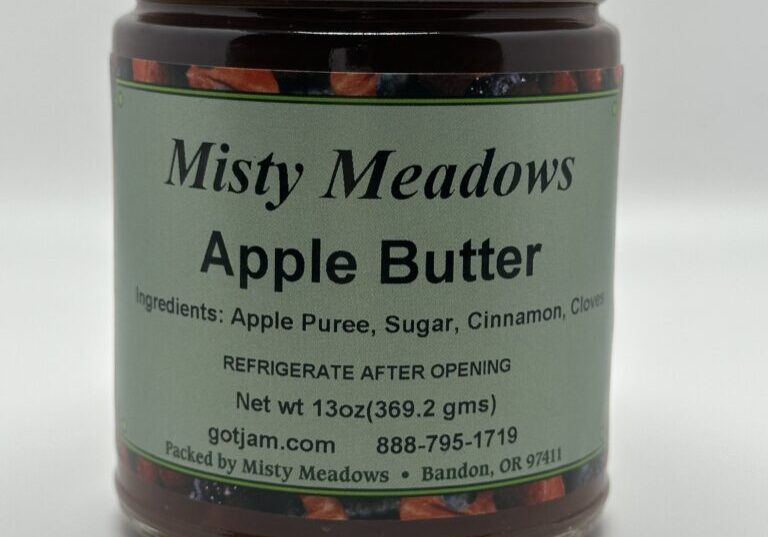 Misty Meadows
Apple Butter
Ingredients: Apple Puree, Sugar, Cinnamon, Cloves
REFRIGERATE AFTER OPENING
Net wt 13oz(369.2 gms)
gotjam.com 888-795-1719
Packed by Misty Meadows • Bandon, OR 97411